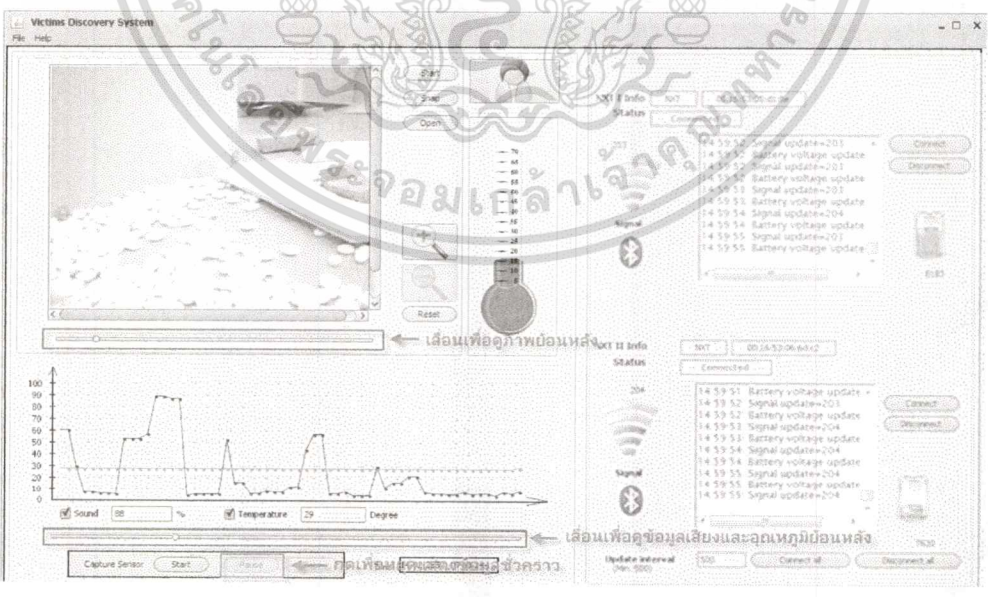 Victims Discovery System
File Help
Start
Snap
Open
Reset
NXT I Info NXT
Status
Signal
14 59 52 Signal update=203
14 59 52 Battery voltage update
14 59 52 Signal update=203
14 59 52 Battery voltage update
14 59 53 Signal update=203
14 59 53 Battery voltage update
14 59 54 Signal update=204
14 59 55 Signal update=203
14 59 55 Battery voltage update
Connect
Disconnect
8183
เลื่อนเพื่อดูภาพย้อนหลัง
NXT II Info NXT
Status Connected
204
Signal
14 59 51 Battery voltage update
14 59 52 Signal update=203
14 59 52 Battery voltage update
14 59 53 Signal update=204
14 59 53 Battery voltage update
14 59 54 Signal update=204
14 59 54 Battery voltage update
14 59 55 Signal update=204
14 59 55 Battery voltage update
14 59 55 Signal update=204
Connect
Disconnect
7620
100
90
80
70
60
50
40
30
20
10
0
Sound 88 % Temperature 29 Degree
เลื่อนเพื่อดูข้อมูลเสียงและอุณหภูมิย้อนหลัง
Capture Sensor Start Pause
Update interval 500 Connect all Disconnect all
(Min. 500)